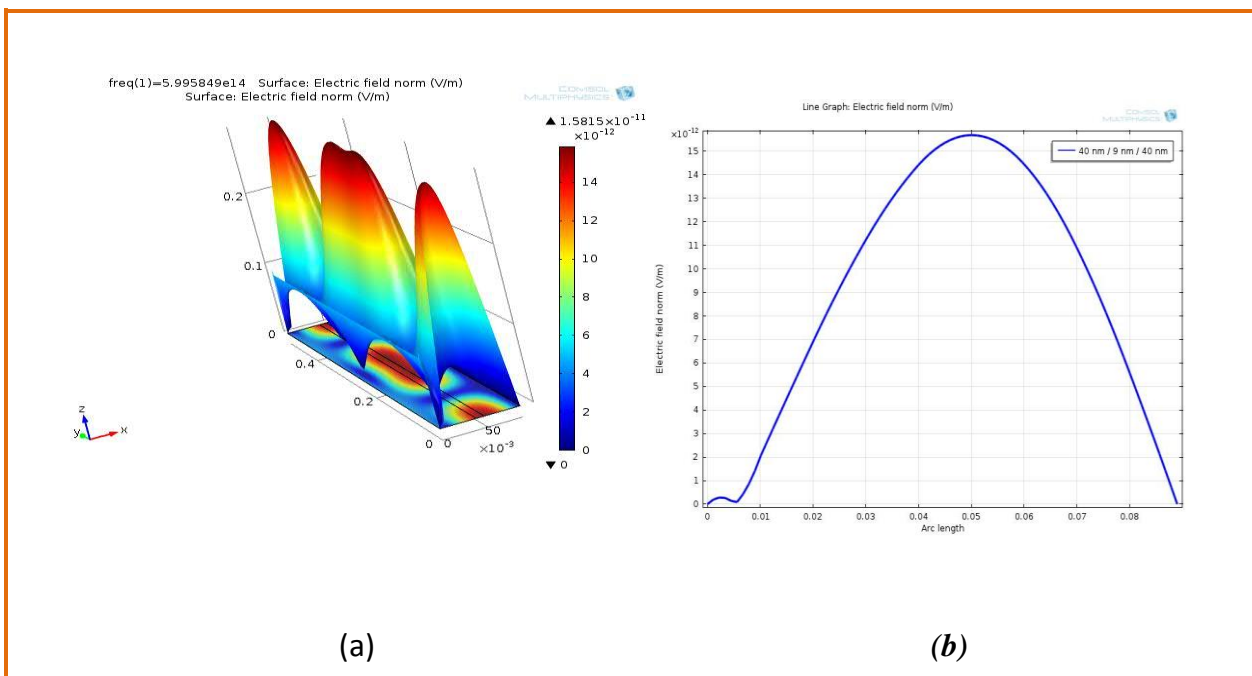 freq(1)=5.995849e14 Surface: Electric field norm (V/m)
Surface: Electric field norm (V/m)
COMSOL
MULTIPHYSICS
▲ 1.5815×10⁻¹¹
×10⁻¹²
14
12
10
8
6
4
2
0
▼ 0
0.2
0.1
0
0.4
0.2
0
0
50
×10⁻³
z
y
x
(a)
Line Graph: Electric field norm (V/m)
COMSOL
MULTIPHYSICS
×10⁻¹²
40 nm / 9 nm / 40 nm
15
14
13
12
11
10
9
8
7
6
5
4
3
2
1
0
Electric field norm (V/m)
0 0.01 0.02 0.03 0.04 0.05 0.06 0.07 0.08
Arc length
(b)